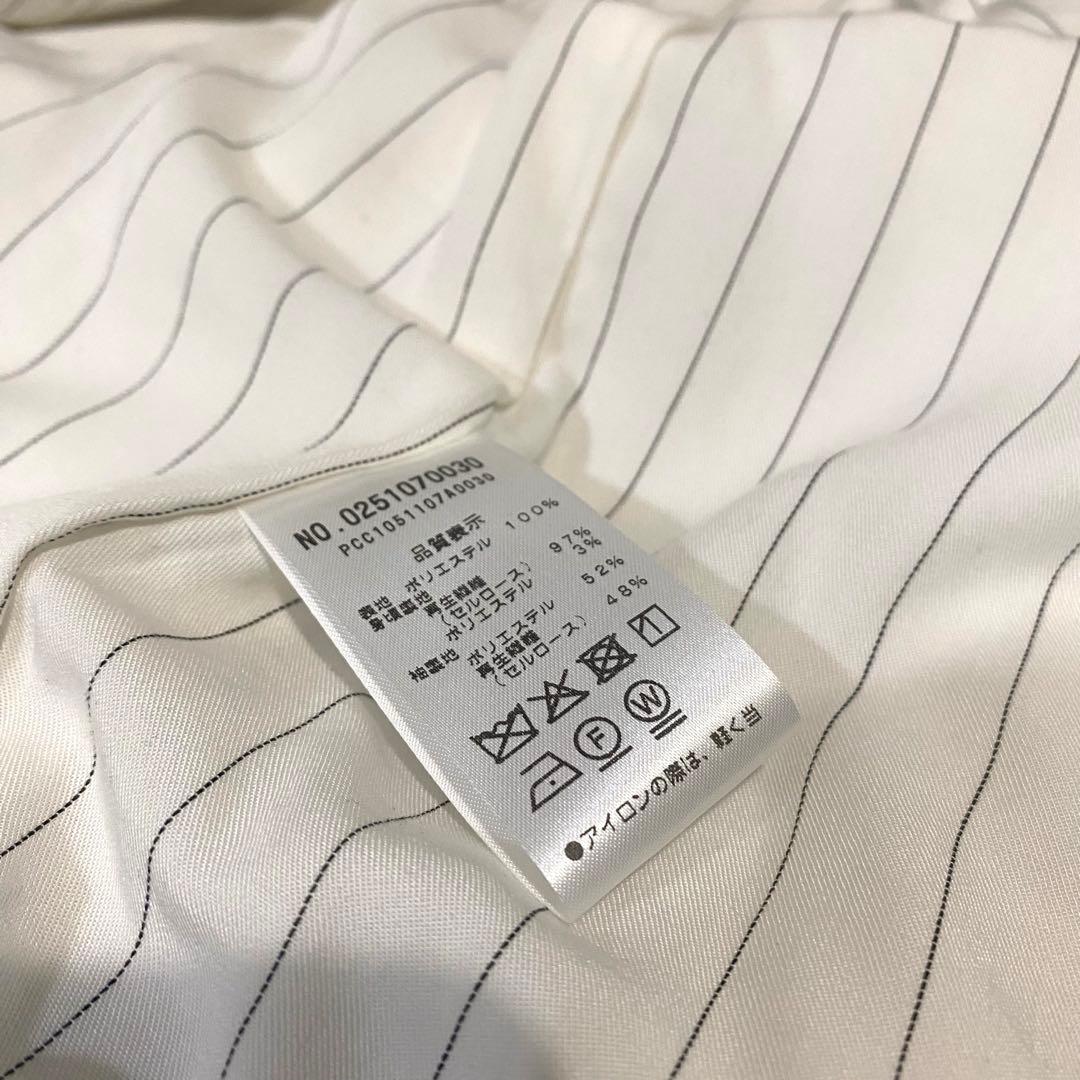 NO.0251070030
PCC1051107A0030
品質表示
表地 ポリエステル 100%
身頃裏地 再生繊維 97%
(セルロース)
ポリエステル 3%
袖裏地 ポリエステル 52%
再生繊維 48%
(セルロース)
F W
●アイロンの際は、軽く当